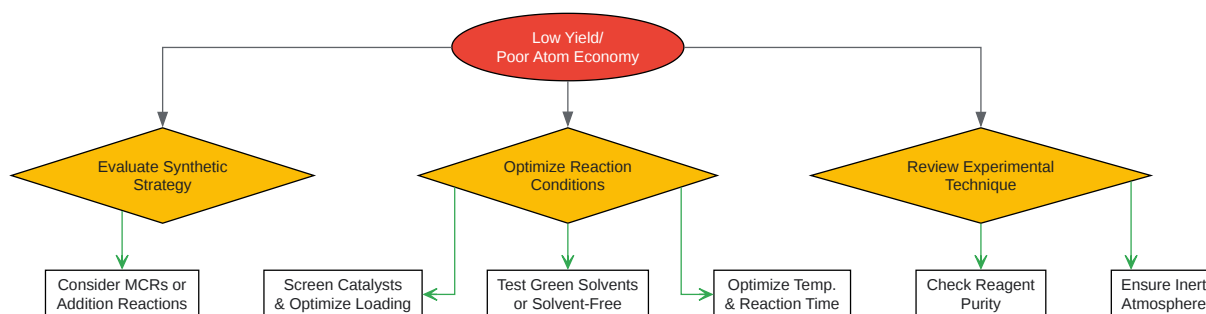 Low Yield/
Poor Atom Economy
Evaluate Synthetic
Strategy
Optimize Reaction
Conditions
Review Experimental
Technique
Consider MCRs or
Addition Reactions
Screen Catalysts
& Optimize Loading
Test Green Solvents
or Solvent-Free
Optimize Temp.
& Reaction Time
Check Reagent
Purity
Ensure Inert
Atmosphere